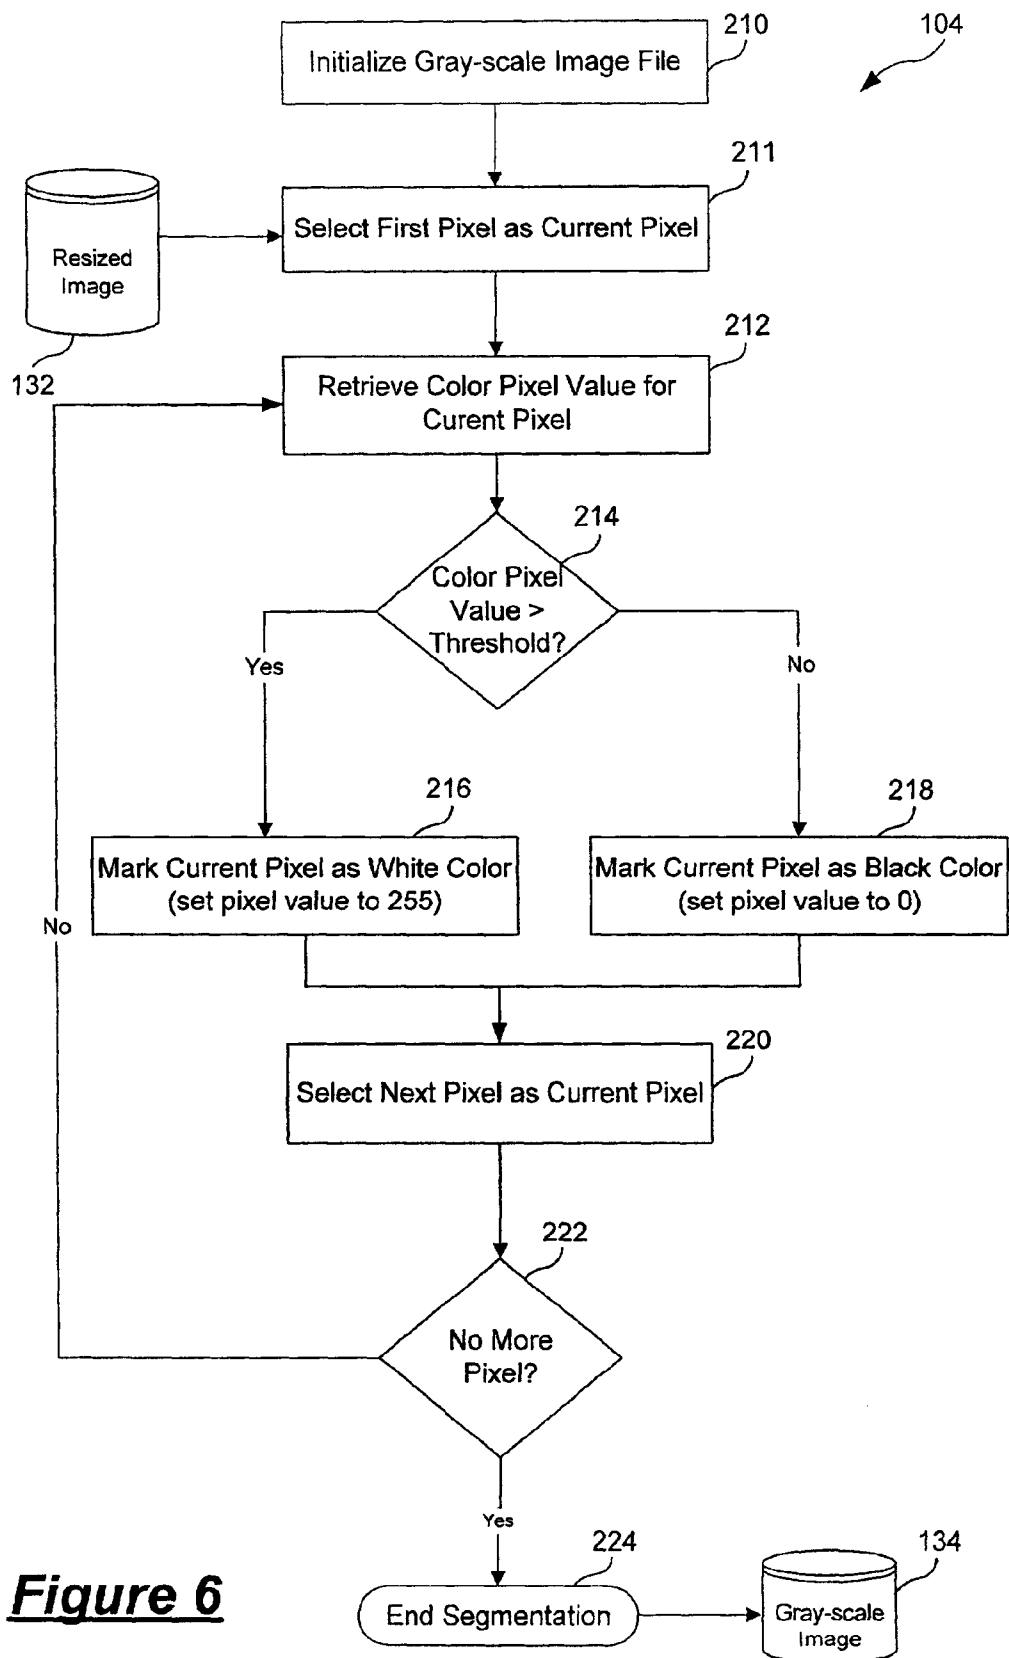 210
104
Initialize Gray-scale Image File
211
Select First Pixel as Current Pixel
Resized
Image
132
212
Retrieve Color Pixel Value for
Curent Pixel
214
Color Pixel
Value >
Threshold?
Yes
No
216
Mark Current Pixel as White Color
(set pixel value to 255)
218
Mark Current Pixel as Black Color
(set pixel value to 0)
No
220
Select Next Pixel as Current Pixel
222
No More
Pixel?
Yes
224
End Segmentation
134
Gray-scale
Image
Figure 6